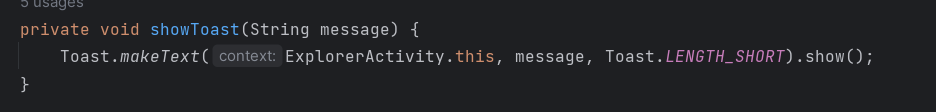 5 usages
private void showToast(String message) {
Toast.makeText( context: ExplorerActivity.this, message, Toast.LENGTH_SHORT).show();
}